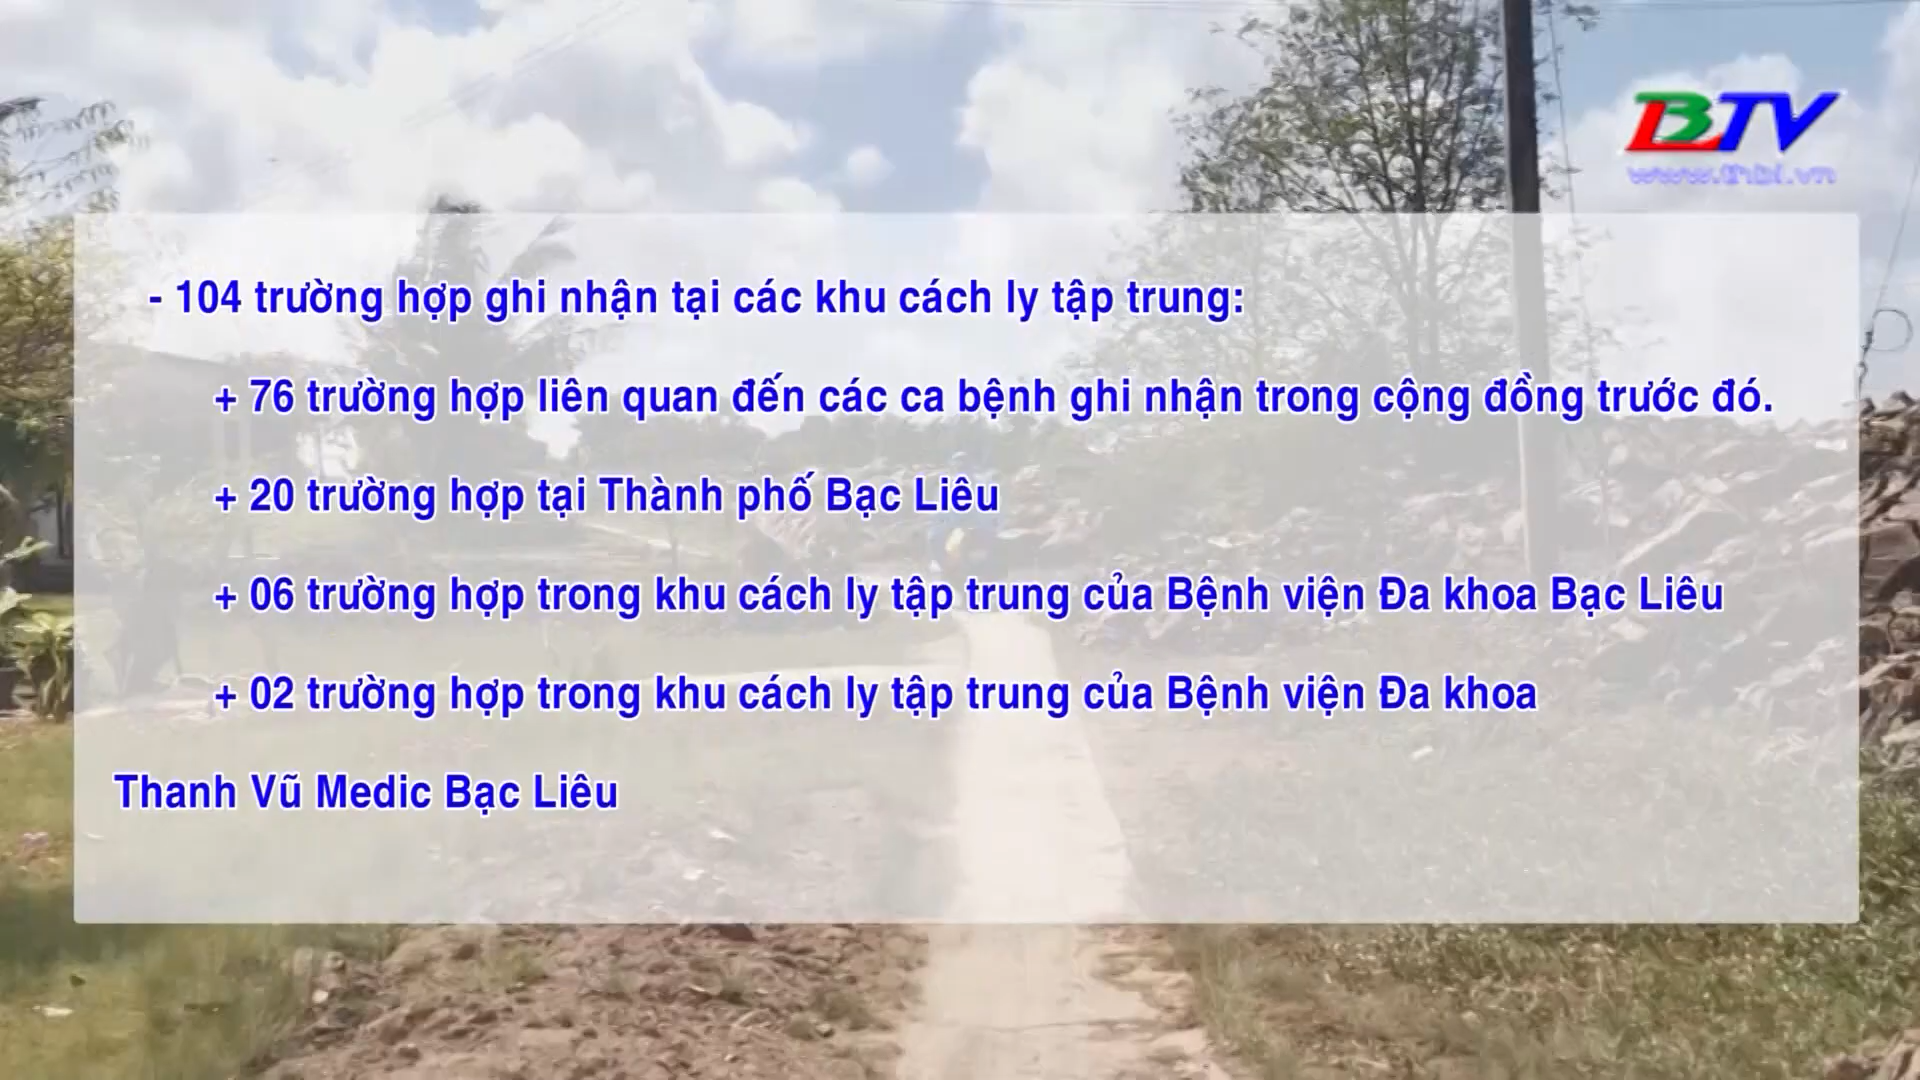 BTV
www.thbl.vn
- 104 trường hợp ghi nhận tại các khu cách ly tập trung:
+ 76 trường hợp liên quan đến các ca bệnh ghi nhận trong cộng đồng trước đó.
+ 20 trường hợp tại Thành phố Bạc Liêu
+ 06 trường hợp trong khu cách ly tập trung của Bệnh viện Đa khoa Bạc Liêu
+ 02 trường hợp trong khu cách ly tập trung của Bệnh viện Đa khoa
Thanh Vũ Medic Bạc Liêu